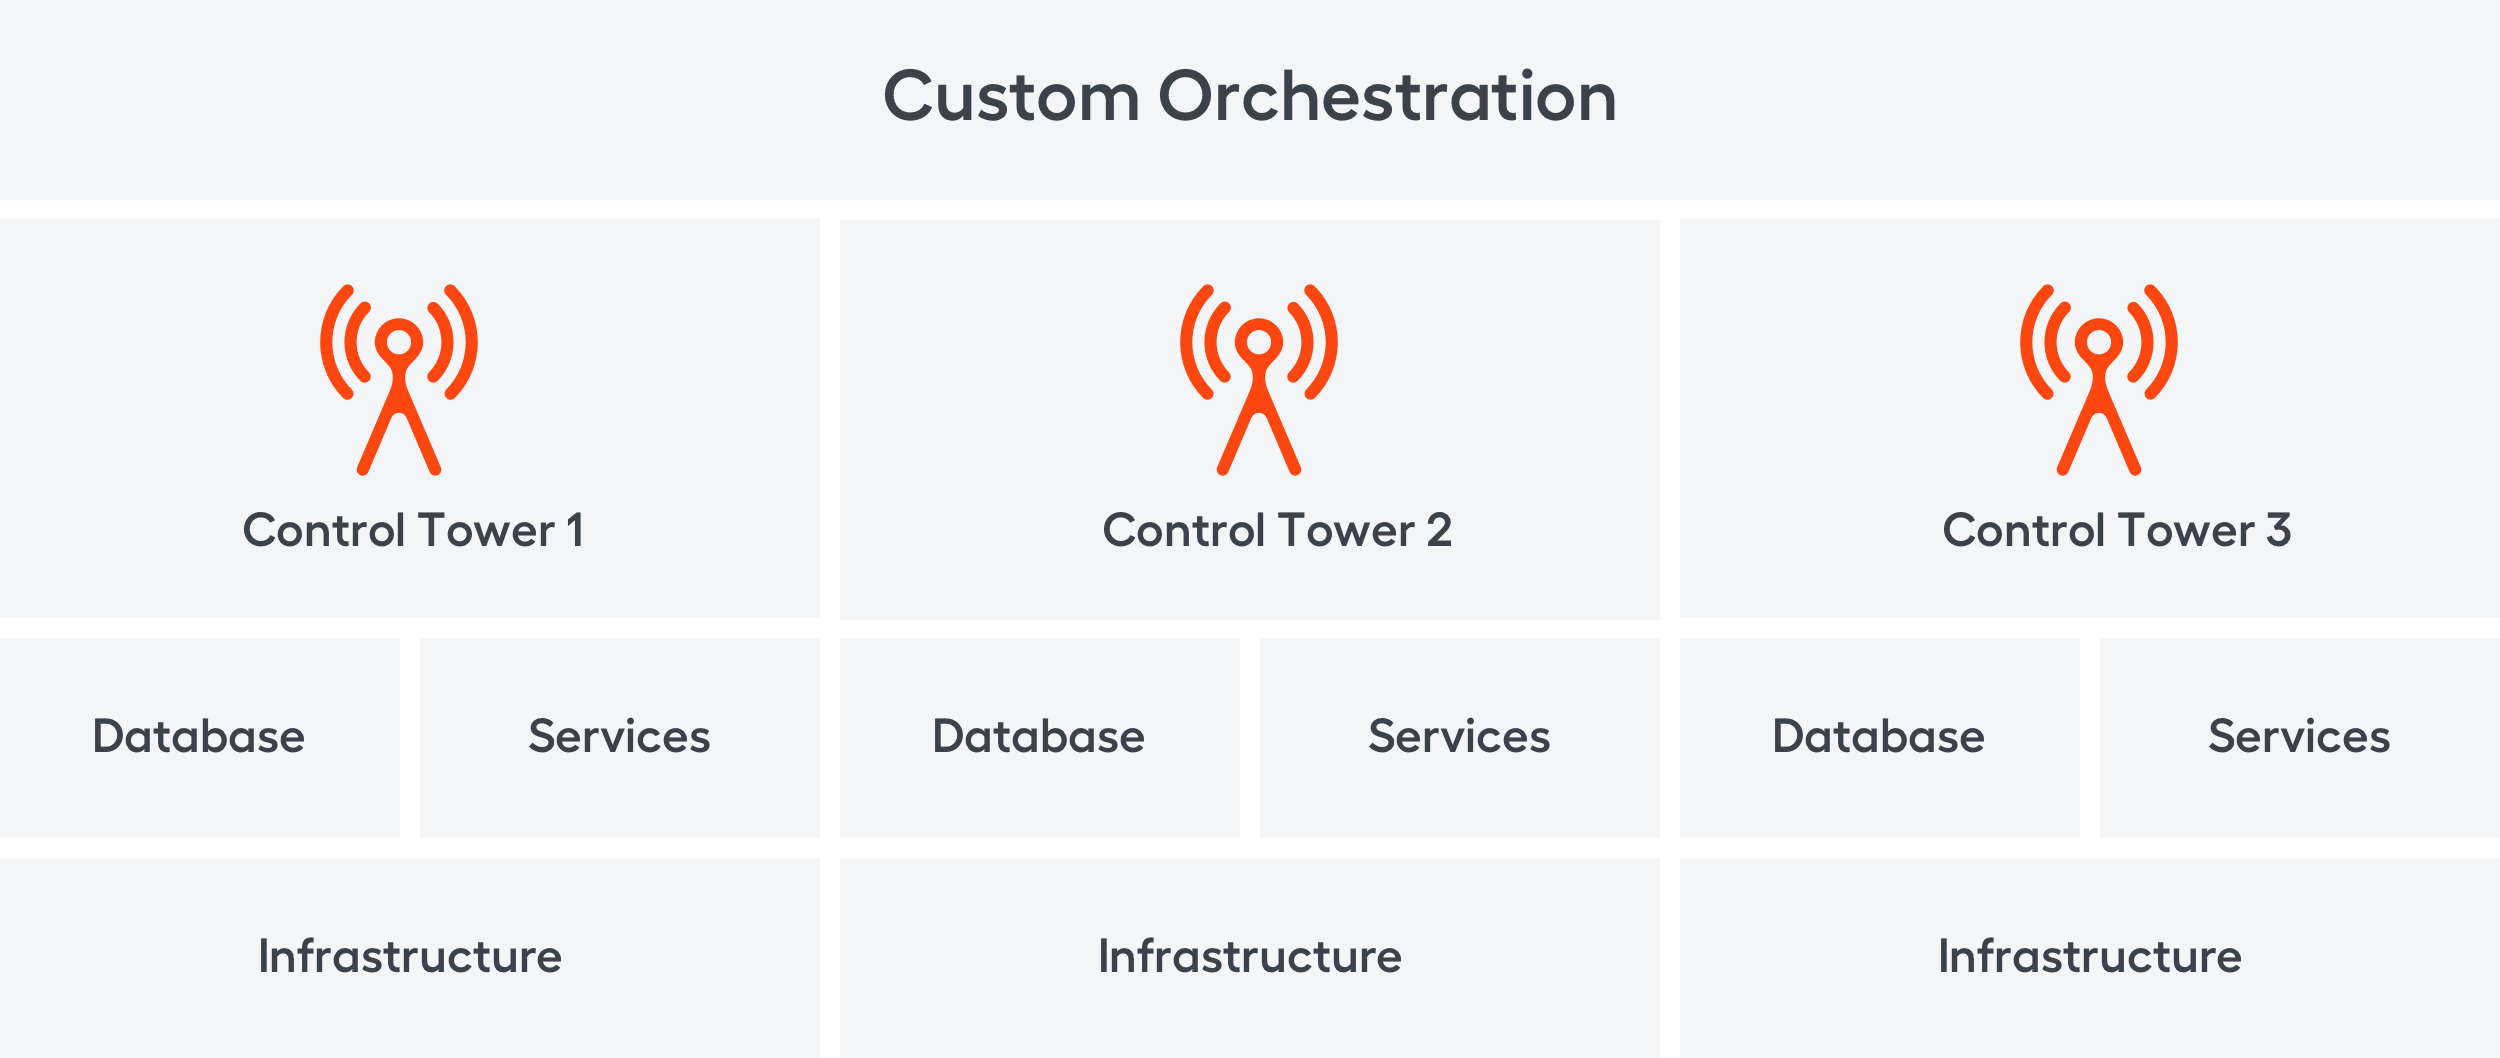 Custom Orchestration
Control Tower 1
Control Tower 2
Control Tower 3
Database
Services
Database
Services
Database
Services
Infrastructure
Infrastructure
Infrastructure